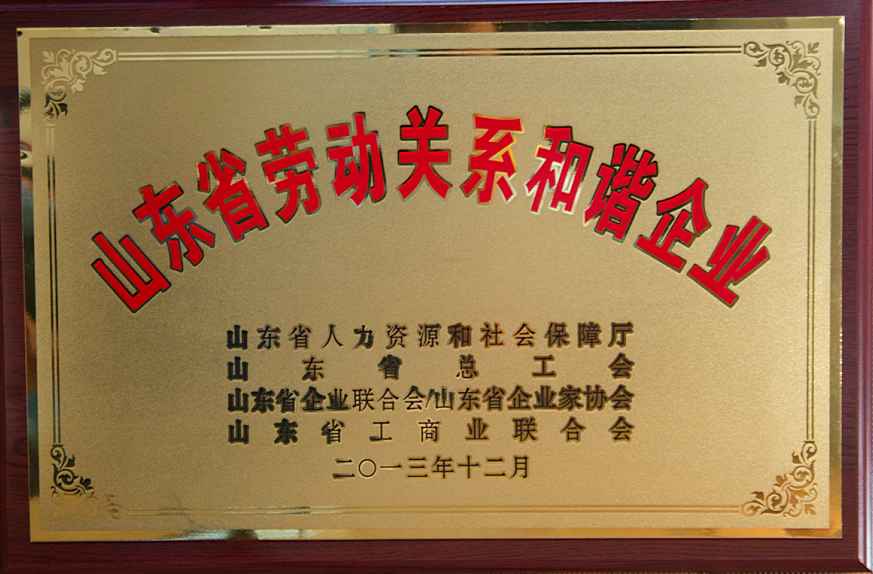 山东省劳动关系和谐企业
山东省人力资源和社会保障厅
山东省总工会
山东省企业联合会/山东省企业家协会
山东省工商业联合会
二〇一三年十二月